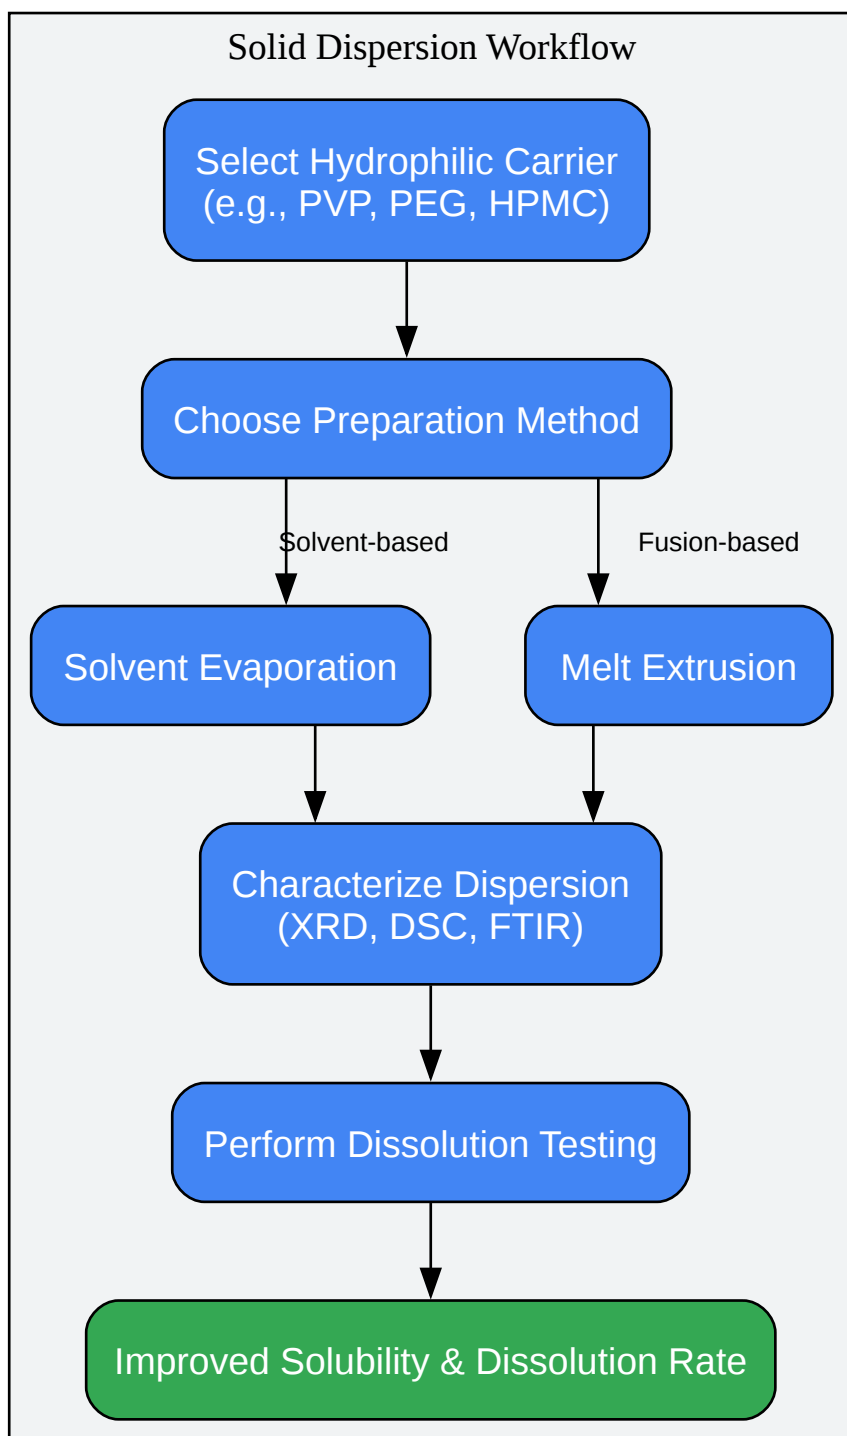 Solid Dispersion Workflow
Select Hydrophilic Carrier
(e.g., PVP, PEG, HPMC)
Choose Preparation Method
Solvent-based
Fusion-based
Solvent Evaporation
Melt Extrusion
Characterize Dispersion
(XRD, DSC, FTIR)
Perform Dissolution Testing
Improved Solubility & Dissolution Rate